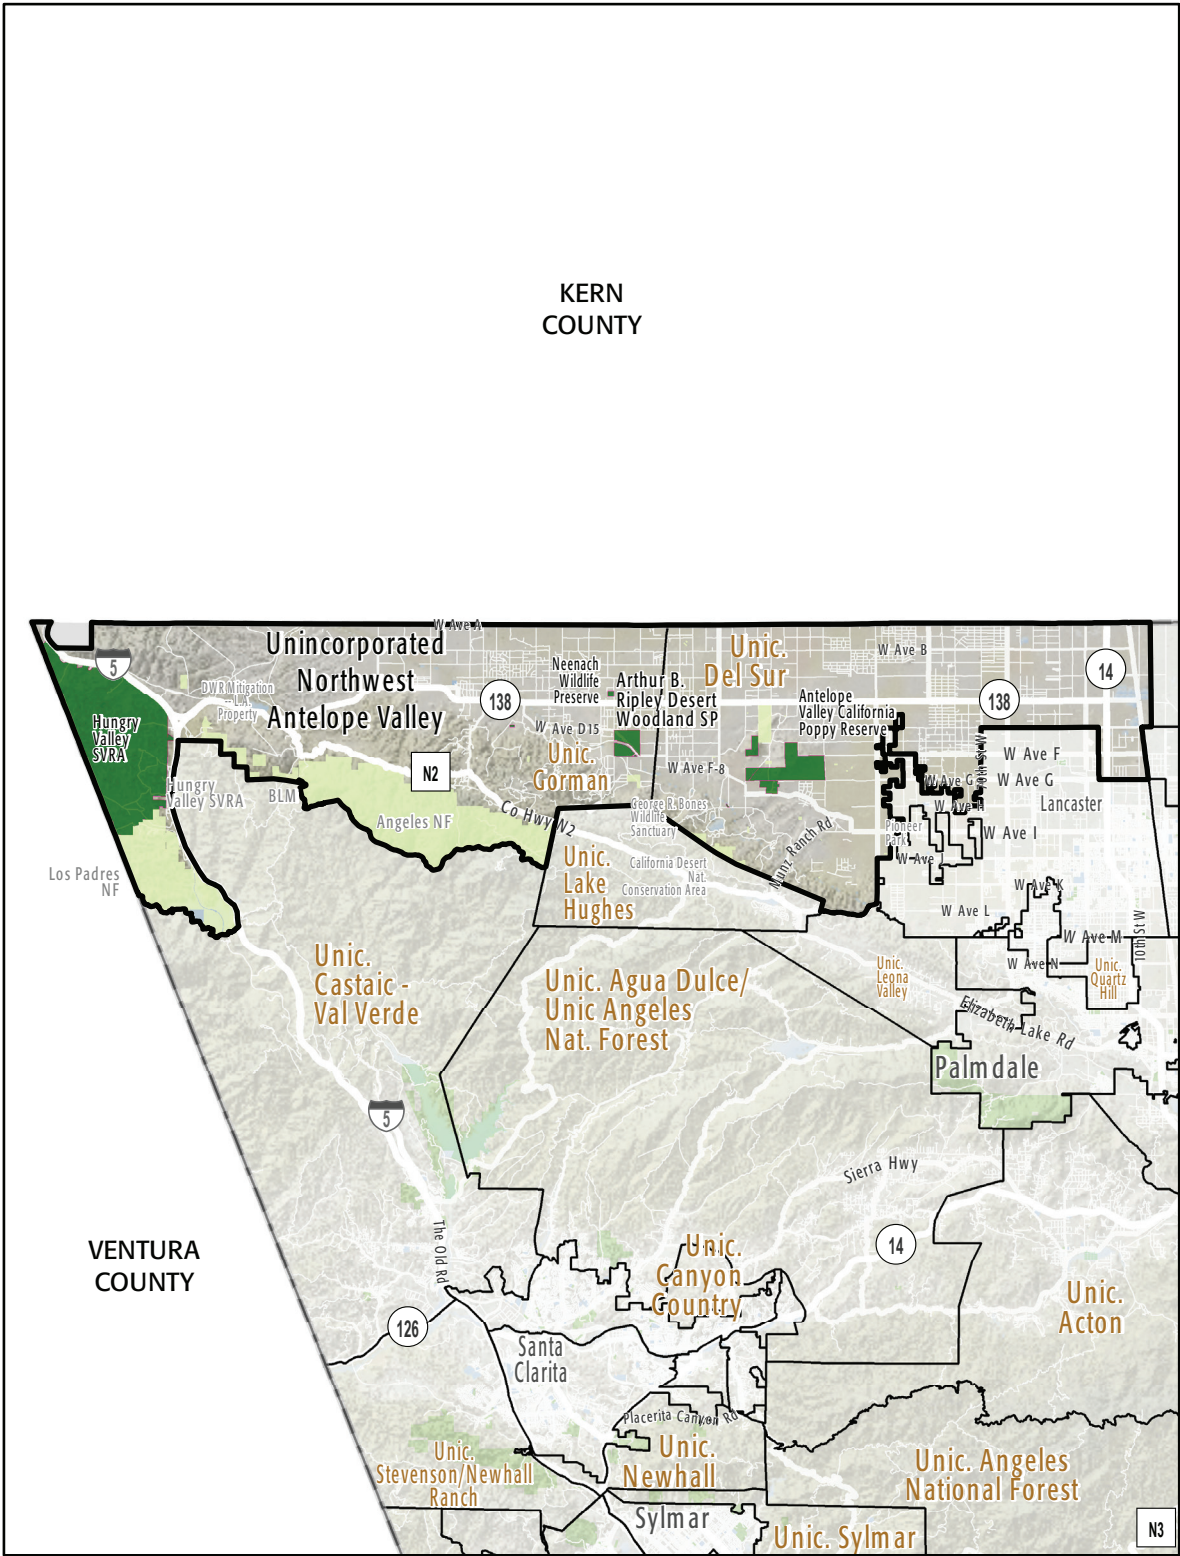 KERN
COUNTY
W Ave A
Unincorporated
Northwest
Antelope Valley
Unic.
Del Sur
W Ave B
5
14
DWR Mitigation
Property
Neenach
Wildlife
Preserve
Arthur B.
Ripley Desert
Woodland SP
138
138
Antelope
Valley California
Poppy Reserve
Hungry
Valley
SVRA
W Ave D15
Unic.
Gorman
W Ave F-8
W Ave F
N2
W Ave G
W Ave G
Hungry
Valley SVRA
BLM
Lancaster
Co Hwy N2
George R Bones
Wildlife
Sanctuary
Angeles NF
Munz Ranch Rd
Pioneer
Park
W Ave I
Unic.
Lake
Hughes
California Desert
Nat.
Conservation Area
Los Padres
NF
W Ave K
W Ave L
10th St W
W Ave M
Unic.
Castaic -
Val Verde
Unic. Agua Dulce/
Unic Angeles
Nat. Forest
Unic.
Leona
Valley
W Ave N
Unic.
Quartz
Hill
Elizabeth Lake Rd
Palmdale
5
Sierra Hwy
The Old Rd
VENTURA
COUNTY
14
Unic.
Canyon
Country
Unic.
Acton
126
Santa
Clarita
Placerita Canyon Rd
Unic.
Stevenson/Newhall
Ranch
Unic.
Newhall
Unic. Angeles
National Forest
Sylmar
Unic. Sylmar
N3